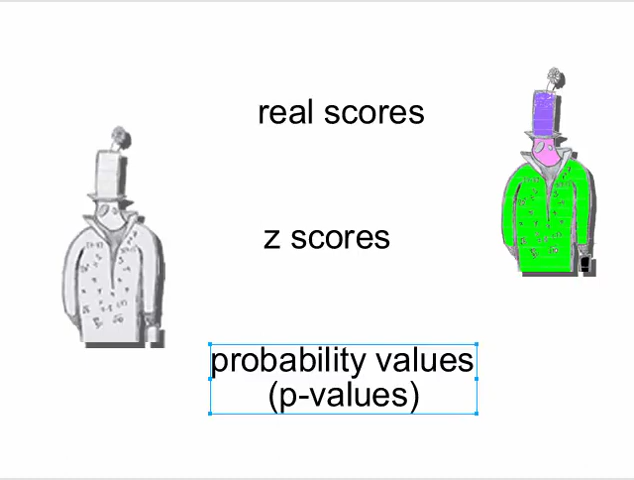 real scores
z scores
probability values
(p-values)